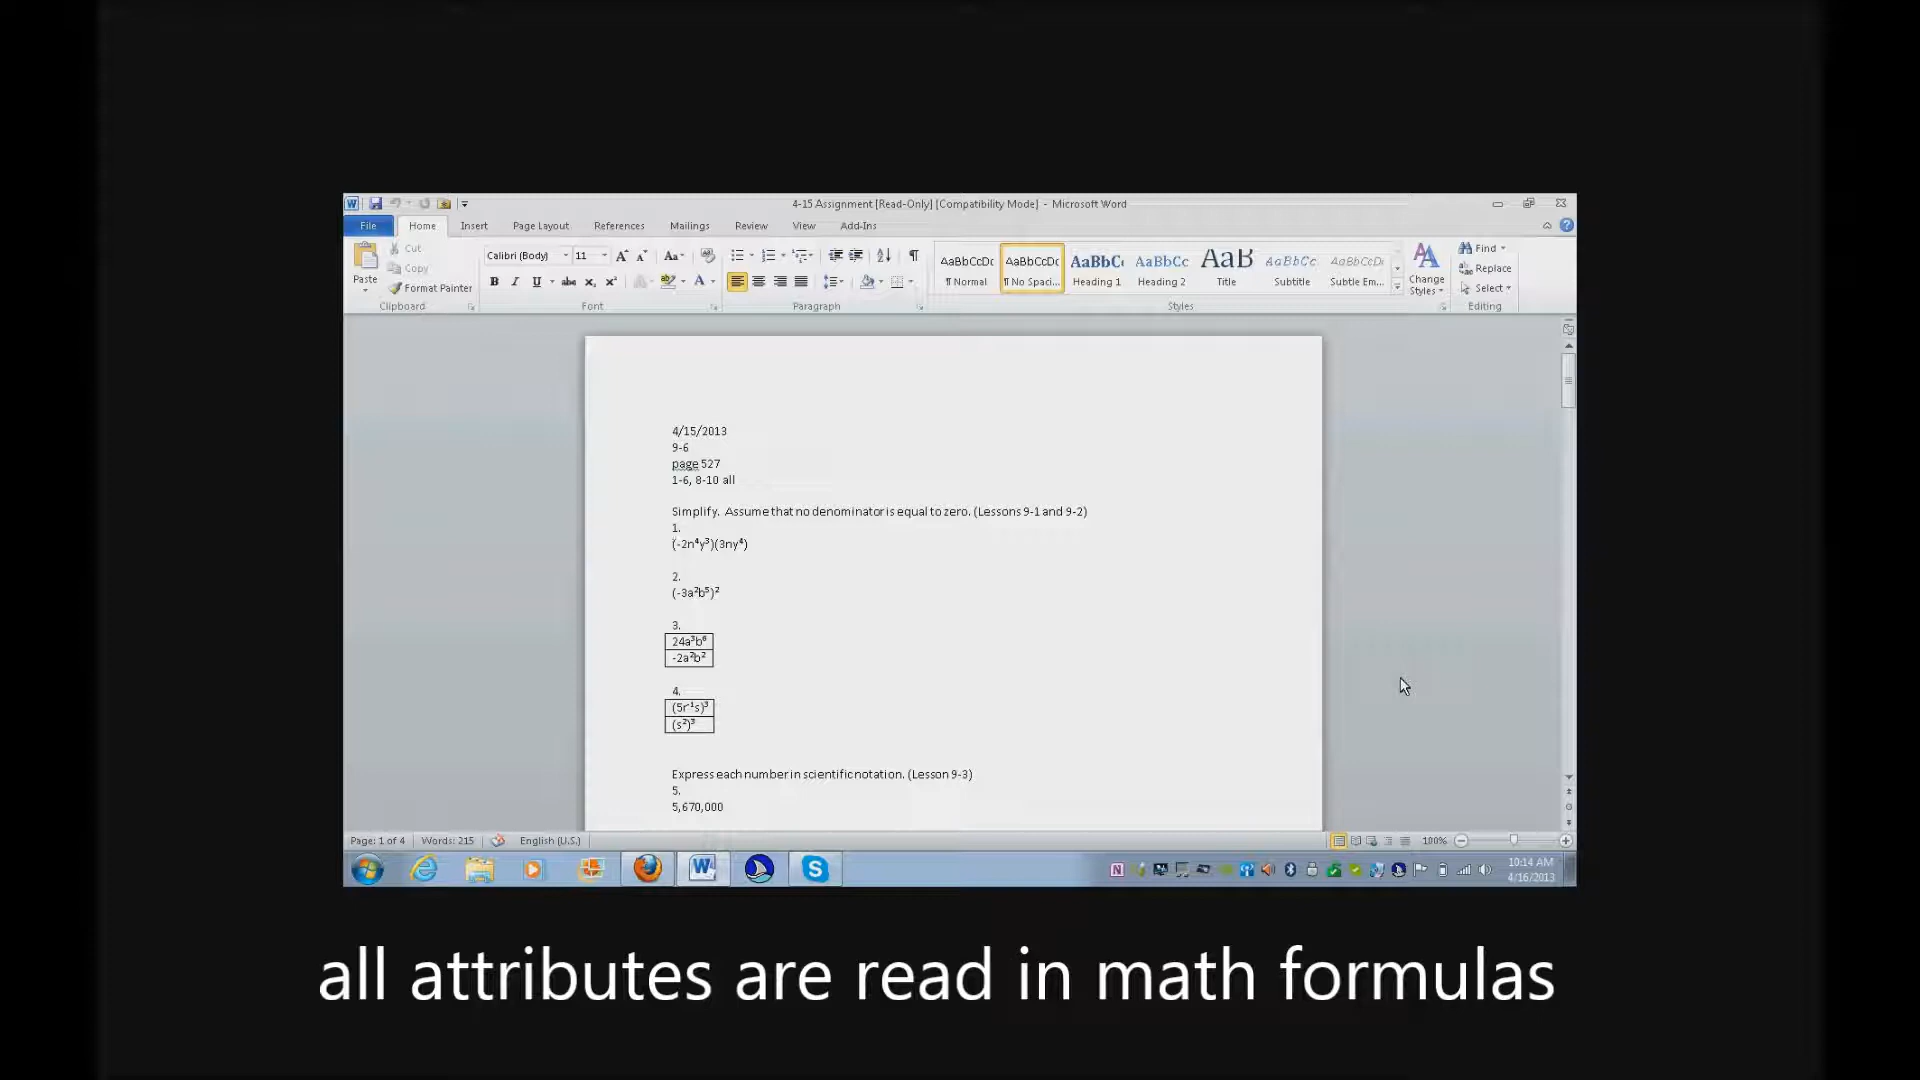 4-15 Assignment [Read-Only] [Compatibility Mode] - Microsoft Word
File Home Insert Page Layout References Mailings Review View Add-Ins
Paste
Cut
Copy
Format Painter
Clipboard
Calibri (Body) 11
Font
Paragraph
AaBbCcDc AaBbCcDc AaBbC AaBbCc AaB AaBbCc AaBbCcDc
¶ Normal ¶ No Spaci... Heading 1 Heading 2 Title Subtitle Subtle Em...
Styles
Change Styles
Find
Replace
Select
Editing
4/15/2013
9-6
page 527
1-6, 8-10 all
Simplify. Assume that no denominator is equal to zero. (Lessons 9-1 and 9-2)
1.
(-2n⁴y³)(3ny⁴)
2.
(-3a²b⁵)²
3.
24a³b⁶
-2a²b²
4.
(5r⁻¹s)³
(s²)³
Express each number in scientific notation. (Lesson 9-3)
5.
5,670,000
Page: 1 of 4 Words: 215 English (U.S.) 100%
10:14 AM
4/16/2013
all attributes are read in math formulas